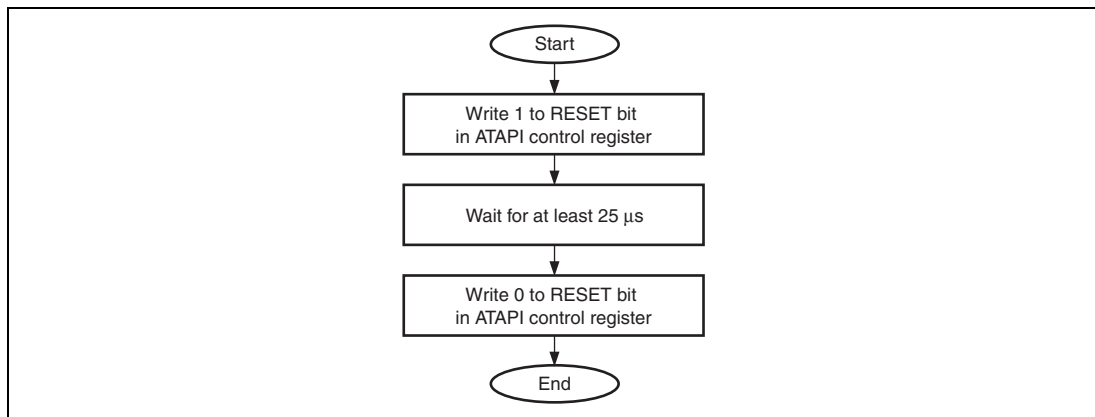 Start
Write 1 to RESET bit
in ATAPI control register
Wait for at least 25 μs
Write 0 to RESET bit
in ATAPI control register
End